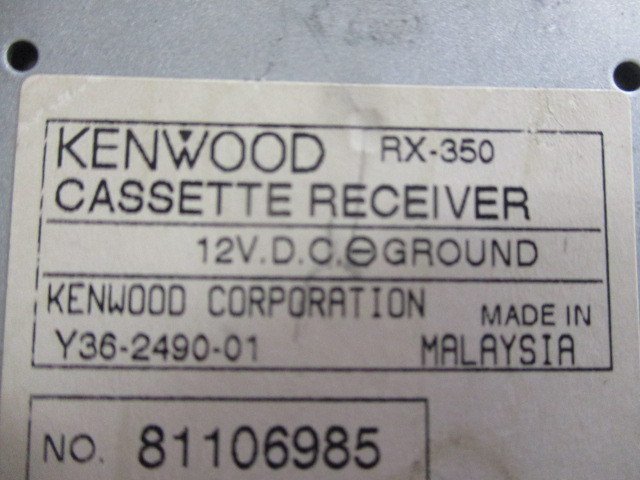 KENWOOD RX-350
CASSETTE RECEIVER
12V.D.C.⊖GROUND
KENWOOD CORPORATION MADE IN
Y36-2490-01 MALAYSIA
NO. 81106985